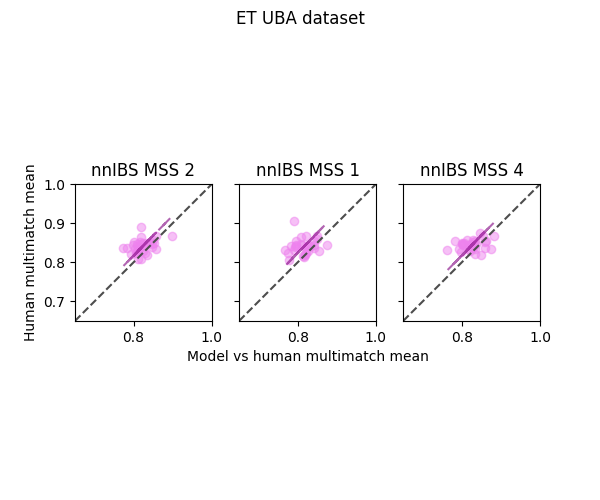 ET UBA dataset
nnIBS MSS 2
nnIBS MSS 1
nnIBS MSS 4
Human multimatch mean
1.0
0.9
0.8
0.7
0.8
1.0
0.8
1.0
0.8
1.0
Model vs human multimatch mean